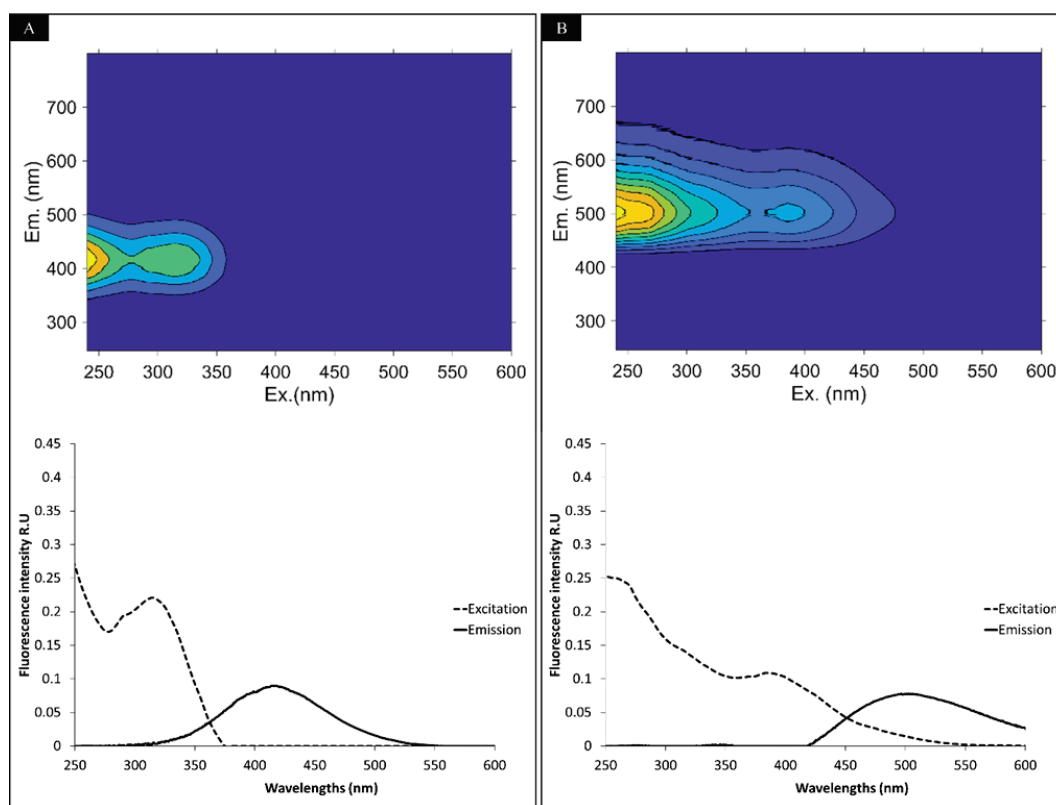 A
700
600
500
400
300
Em. (nm)
250 300 350 400 450 500 550 600
Ex.(nm)
0.45
0.4
0.35
0.3
0.25
0.2
0.15
0.1
0.05
0
Fluorescence intensity R.U
Excitation
Emission
250 300 350 400 450 500 550 600
Wavelengths (nm)
B
700
600
500
400
300
Em. (nm)
250 300 350 400 450 500 550 600
Ex. (nm)
0.45
0.4
0.35
0.3
0.25
0.2
0.15
0.1
0.05
0
Fluorescence intensity R.U
Excitation
Emission
250 300 350 400 450 500 550 600
Wavelengths (nm)